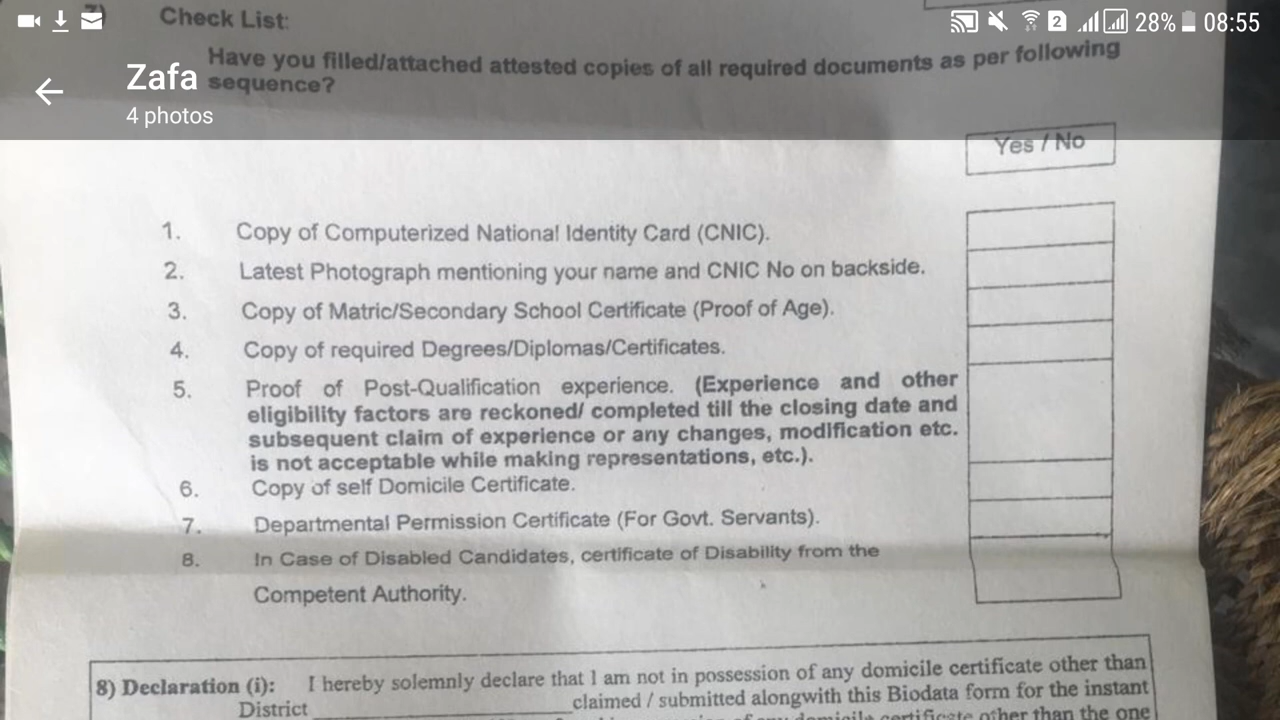 Check List:
28% 08:55
Have you filled/attached attested copies of all required documents as per following
Zafa
sequence?
4 photos
Yes / No
1. Copy of Computerized National Identity Card (CNIC).
2. Latest Photograph mentioning your name and CNIC No on backside.
3. Copy of Matric/Secondary School Certificate (Proof of Age).
4. Copy of required Degrees/Diplomas/Certificates.
5. Proof of Post-Qualification experience. (Experience and other
eligibility factors are reckoned/ completed till the closing date and
subsequent claim of experience or any changes, modification etc.
is not acceptable while making representations, etc.).
6. Copy of self Domicile Certificate.
7. Departmental Permission Certificate (For Govt. Servants).
8. In Case of Disabled Candidates, certificate of Disability from the
Competent Authority.
8) Declaration (i): I hereby solemnly declare that I am not in possession of any domicile certificate other than
District ____________ claimed / submitted alongwith this Biodata form for the instant
domicile certificate other than the one